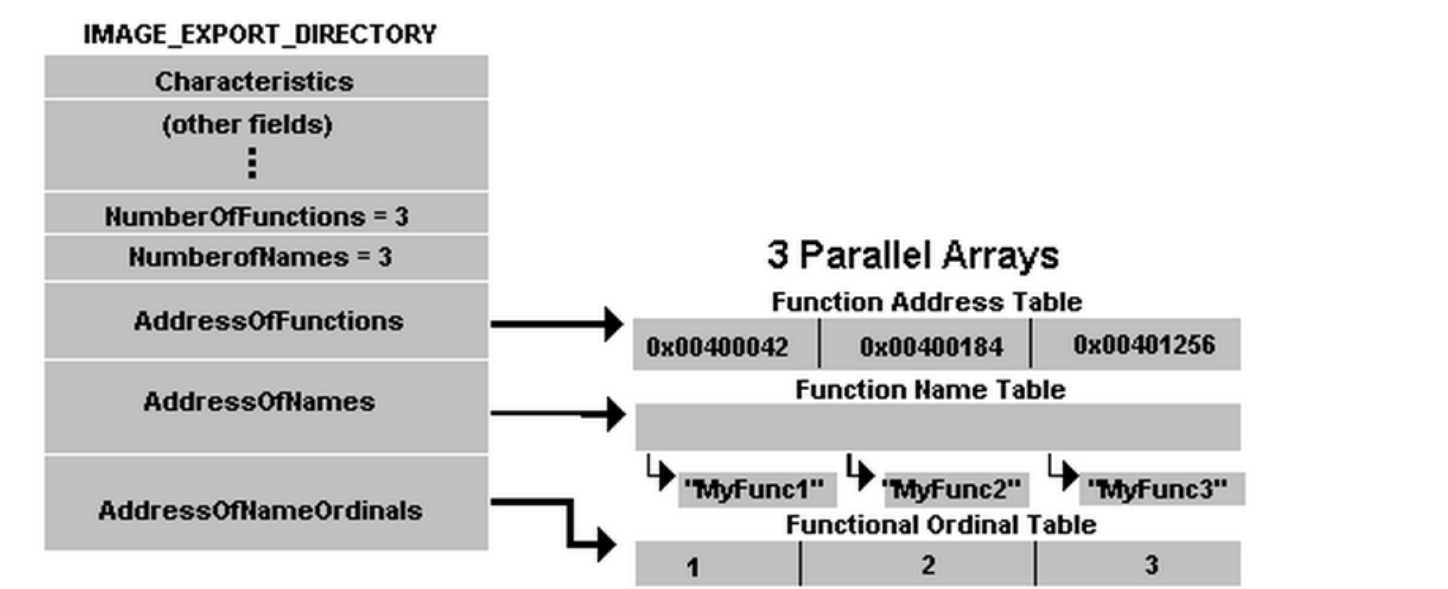 IMAGE_EXPORT_DIRECTORY
Characteristics
(other fields)
NumberOfFunctions = 3
NumberofNames = 3
AddressOfFunctions
AddressOfNames
AddressOfNameOrdinals
3 Parallel Arrays
Function Address Table
0x00400042 0x00400184 0x00401256
Function Name Table
"MyFunc1" "MyFunc2" "MyFunc3"
Functional Ordinal Table
1 2 3